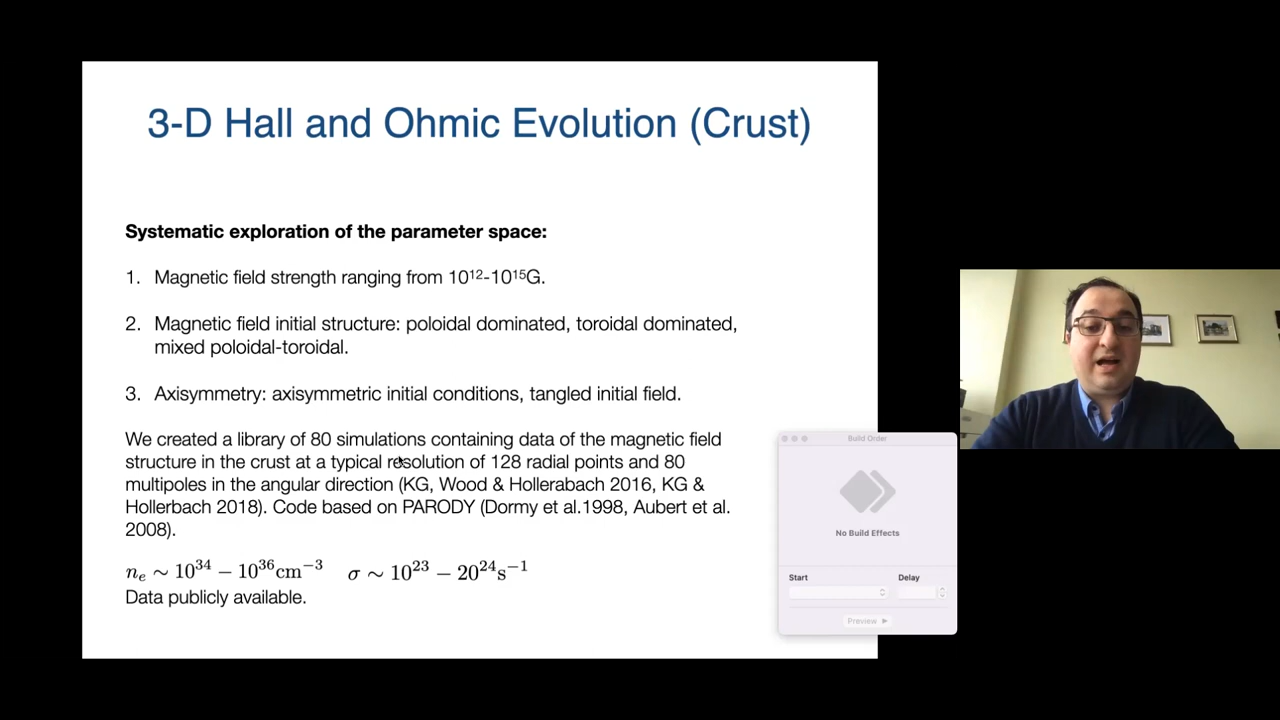 3-D Hall and Ohmic Evolution (Crust)
Systematic exploration of the parameter space:
1. Magnetic field strength ranging from 10¹²-10¹⁵G.
2. Magnetic field initial structure: poloidal dominated, toroidal dominated,
mixed poloidal-toroidal.
3. Axisymmetry: axisymmetric initial conditions, tangled initial field.
We created a library of 80 simulations containing data of the magnetic field
structure in the crust at a typical resolution of 128 radial points and 80
multipoles in the angular direction (KG, Wood & Hollerabach 2016, KG &
Hollerbach 2018). Code based on PARODY (Dormy et al.1998, Aubert et al.
2008).
nₑ ∼ 10³⁴ − 10³⁶cm⁻³ σ ∼ 10²³ − 20²⁴s⁻¹
Data publicly available.
Build Order
No Build Effects
Start Delay
Preview